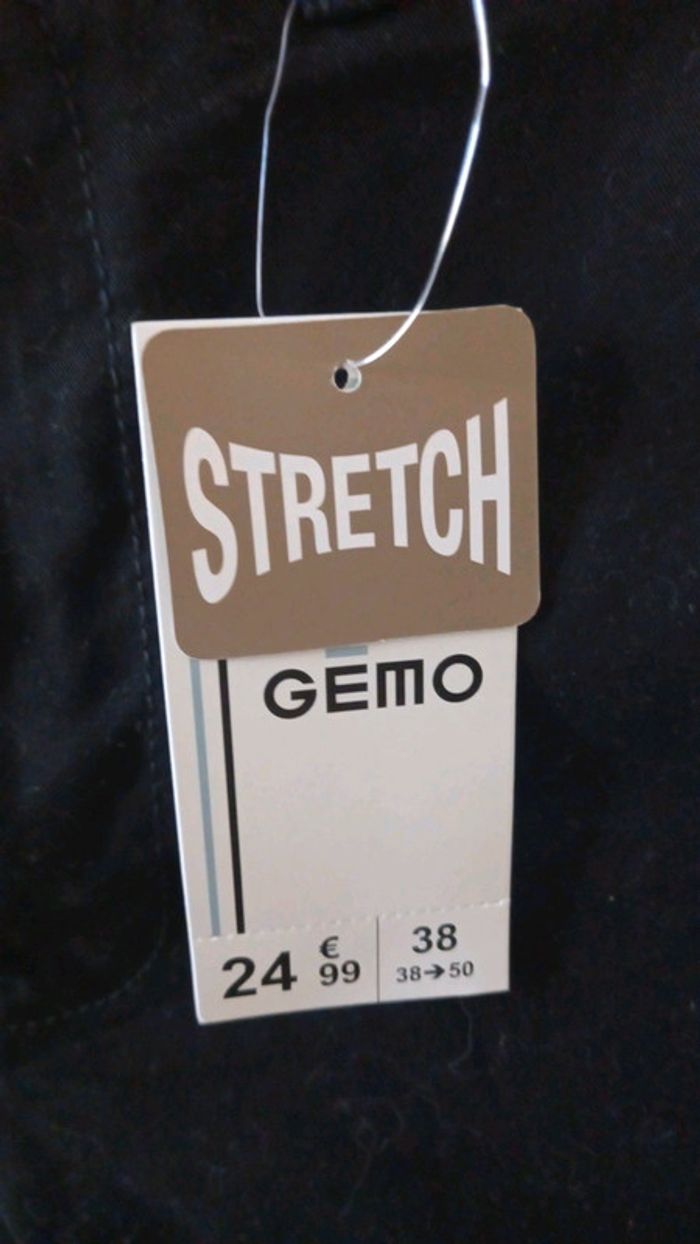 STRETCH
GEMO
24 € 99
38
38→50